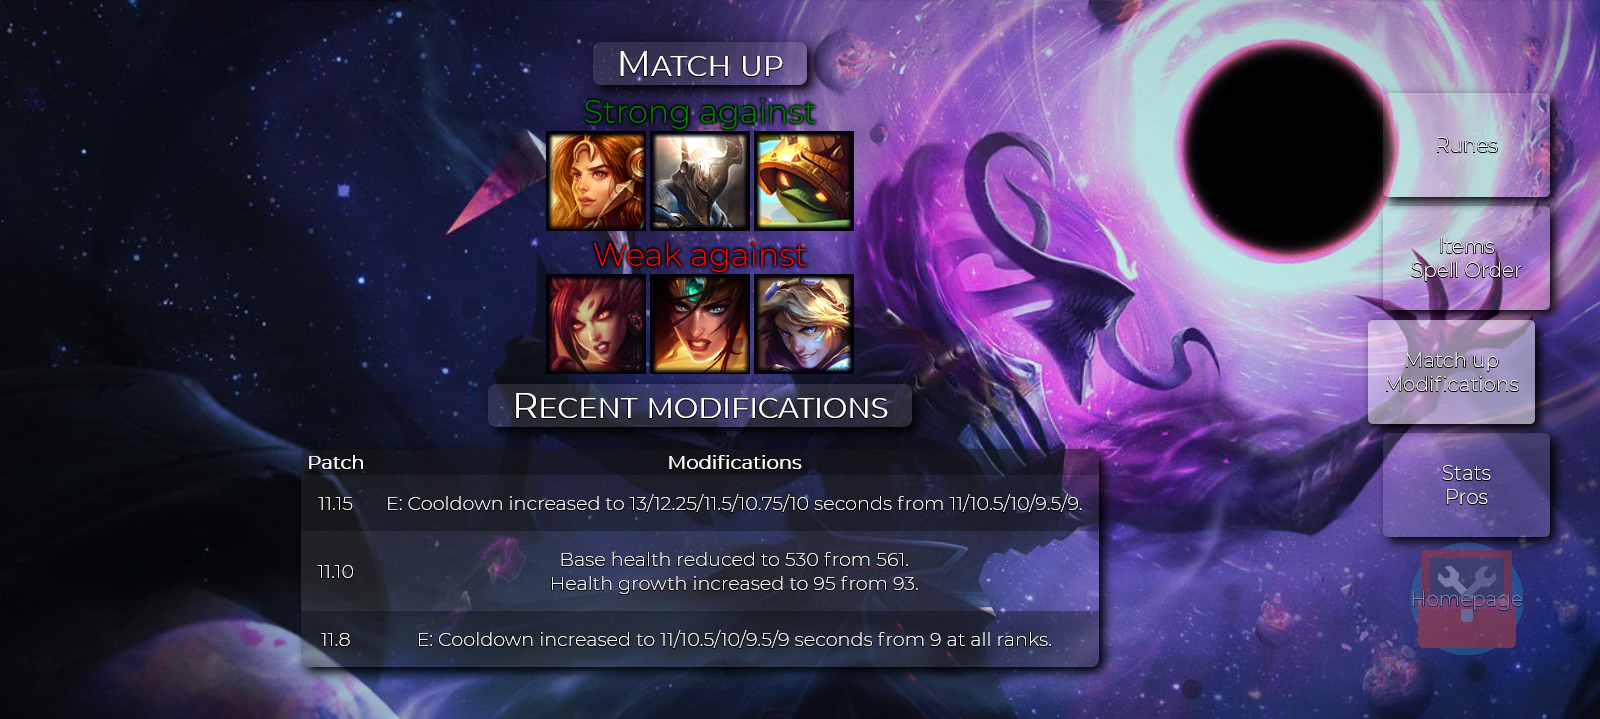 MATCH UP
Strong against
Weak against
RECENT MODIFICATIONS
Patch Modifications
11.15 E: Cooldown increased to 13/12.25/11.5/10.75/10 seconds from 11/10.5/10/9.5/9.
11.10 Base health reduced to 530 from 561.
Health growth increased to 95 from 93.
11.8 E: Cooldown increased to 11/10.5/10/9.5/9 seconds from 9 at all ranks.
Runes
Items
Spell Order
Match up
Modifications
Stats
Pros
Homepage